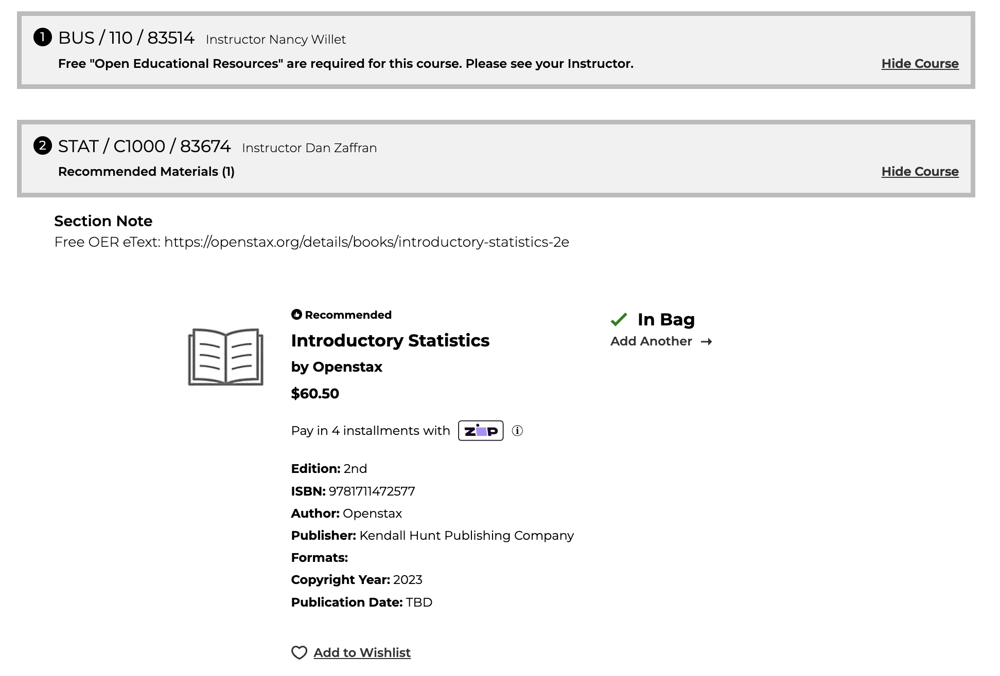 1 BUS / 110 / 83514 Instructor Nancy Willet
Free "Open Educational Resources" are required for this course. Please see your Instructor. Hide Course
2 STAT / C1000 / 83674 Instructor Dan Zaffran
Recommended Materials (1) Hide Course
Section Note
Free OER eText: https://openstax.org/details/books/introductory-statistics-2e
Recommended
Introductory Statistics
by Openstax
$60.50
Pay in 4 installments with zip i
Edition: 2nd
ISBN: 9781711472577
Author: Openstax
Publisher: Kendall Hunt Publishing Company
Formats:
Copyright Year: 2023
Publication Date: TBD
Add to Wishlist
In Bag
Add Another →